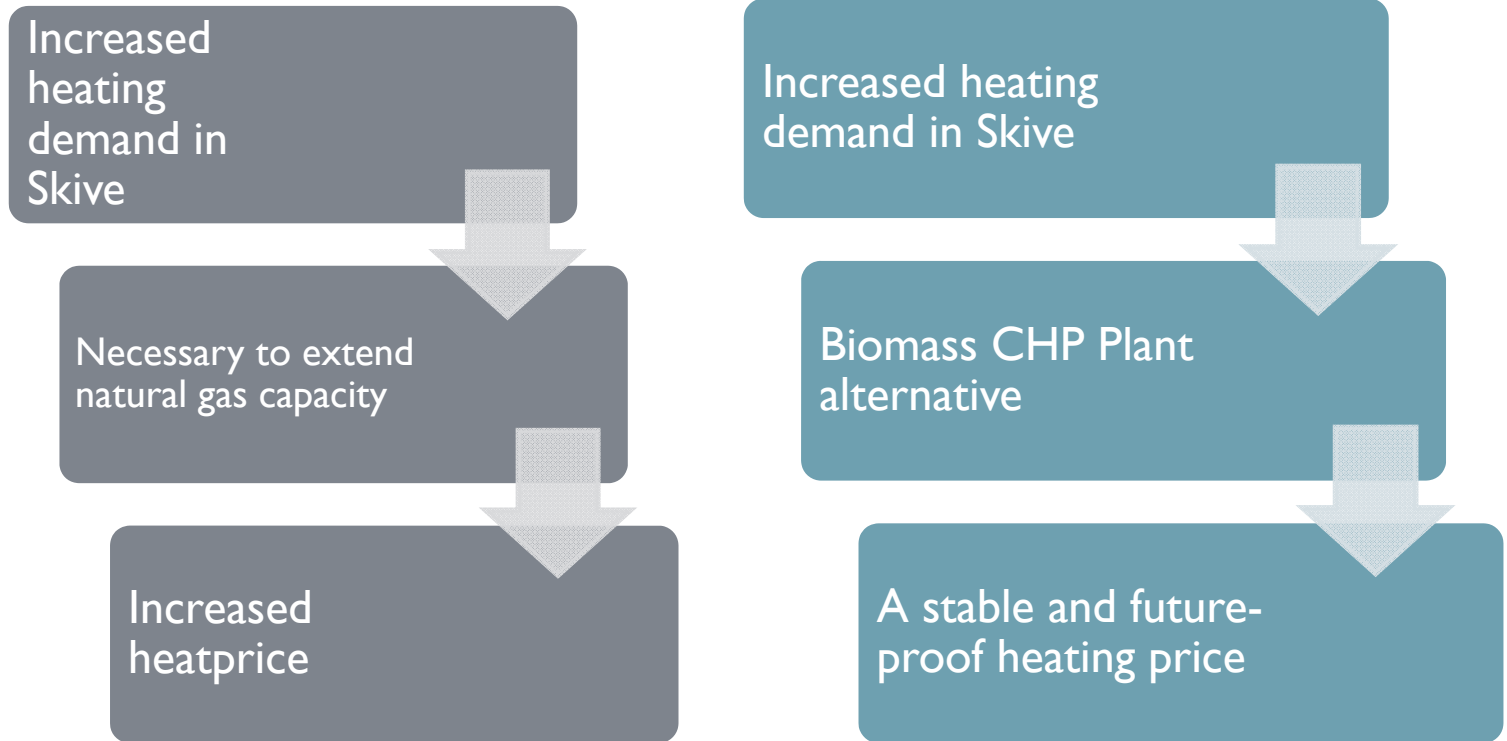 Increased
heating
demand in
Skive
Necessary to extend
natural gas capacity
Increased
heatprice
Increased heating
demand in Skive
Biomass CHP Plant
alternative
A stable and future-
proof heating price